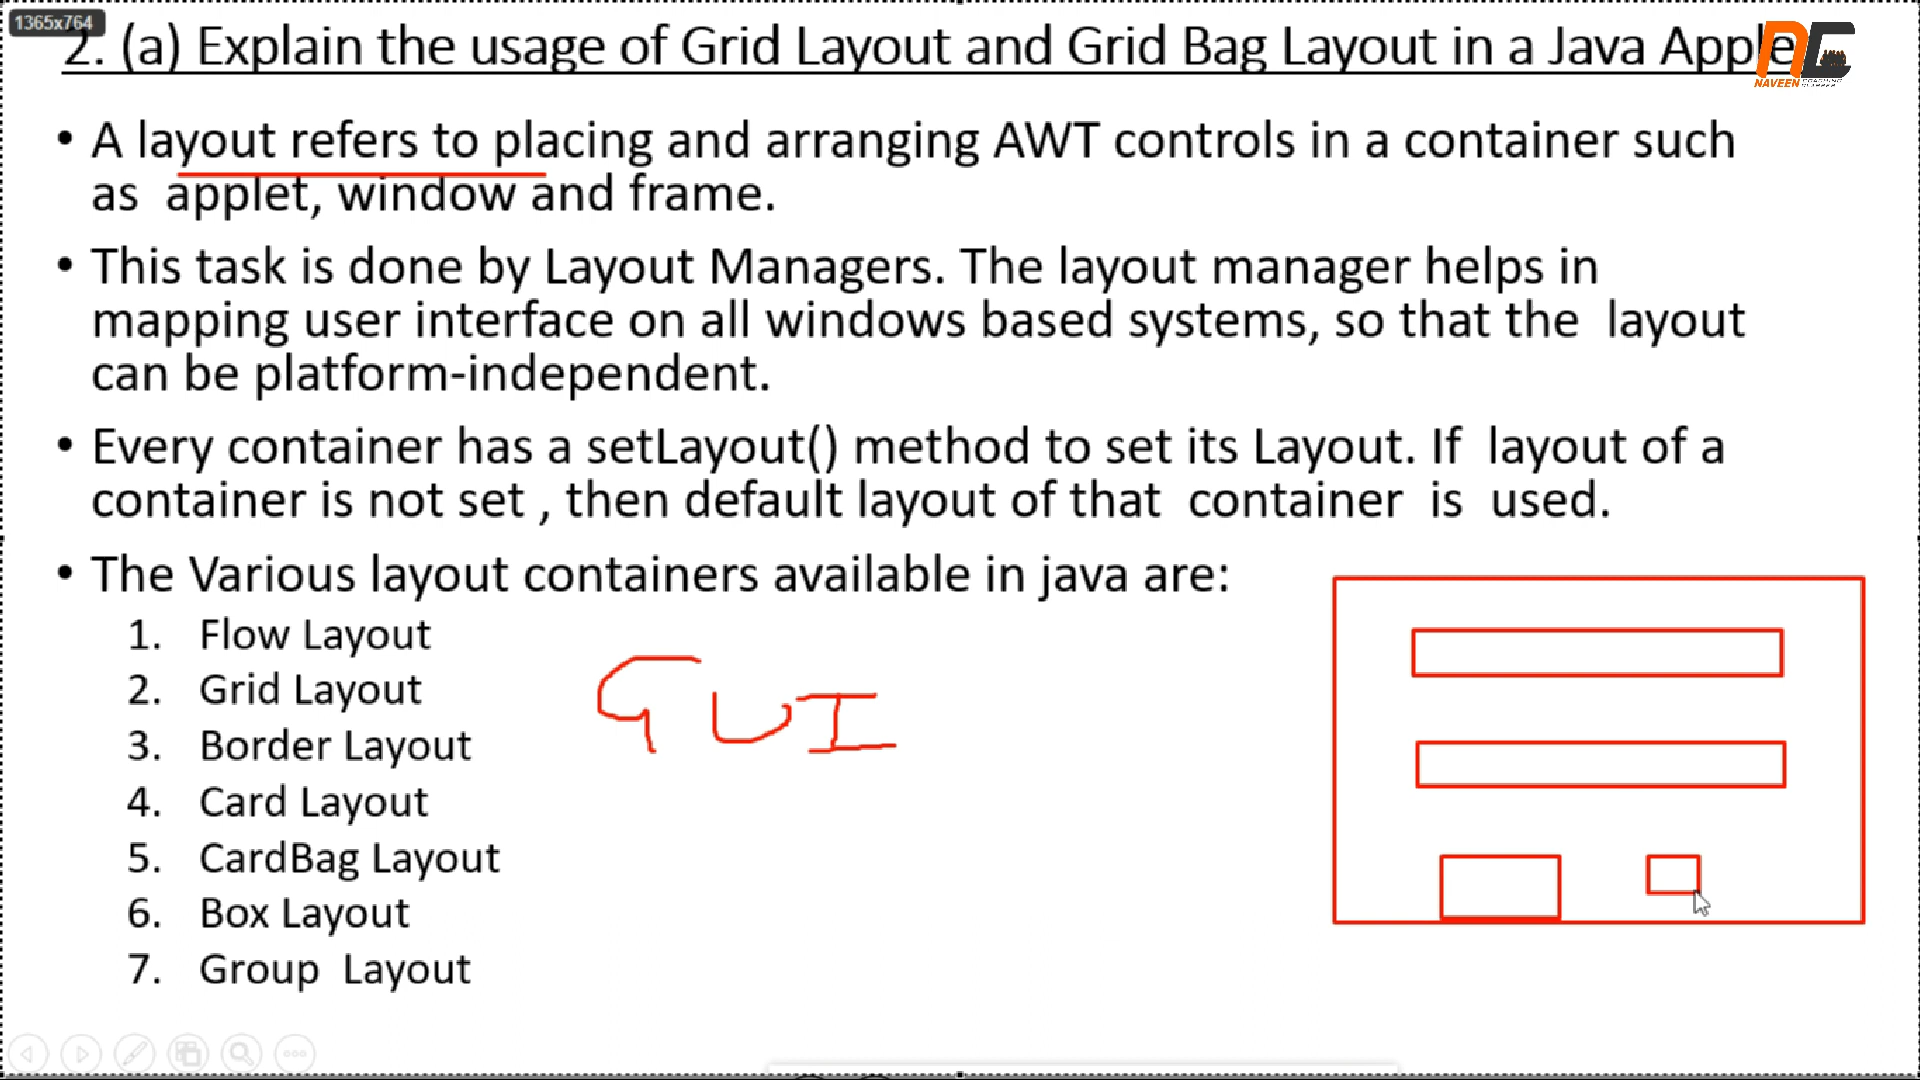 1365x764
2. (a) Explain the usage of Grid Layout and Grid Bag Layout in a Java Apple
NAVEEN
• A layout refers to placing and arranging AWT controls in a container such
as applet, window and frame.
• This task is done by Layout Managers. The layout manager helps in
mapping user interface on all windows based systems, so that the layout
can be platform-independent.
• Every container has a setLayout() method to set its Layout. If layout of a
container is not set , then default layout of that container is used.
• The Various layout containers available in java are:
1. Flow Layout
2. Grid Layout
3. Border Layout
4. Card Layout
5. CardBag Layout
6. Box Layout
7. Group Layout
GUI